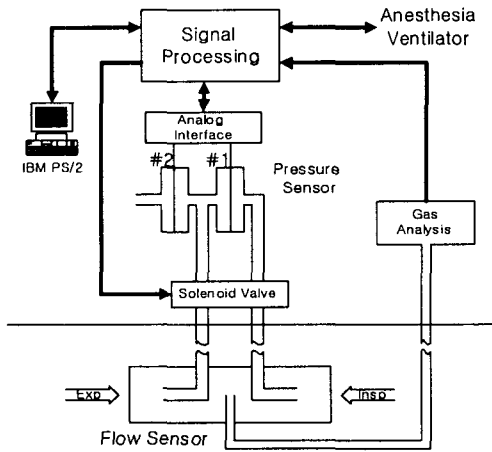 Signal
Processing
Anesthesia
Ventilator
IBM PS/2
Analog
Interface
#2
#1
Pressure
Sensor
Gas
Analysis
Solenoid Valve
Exp
Insp
Flow Sensor